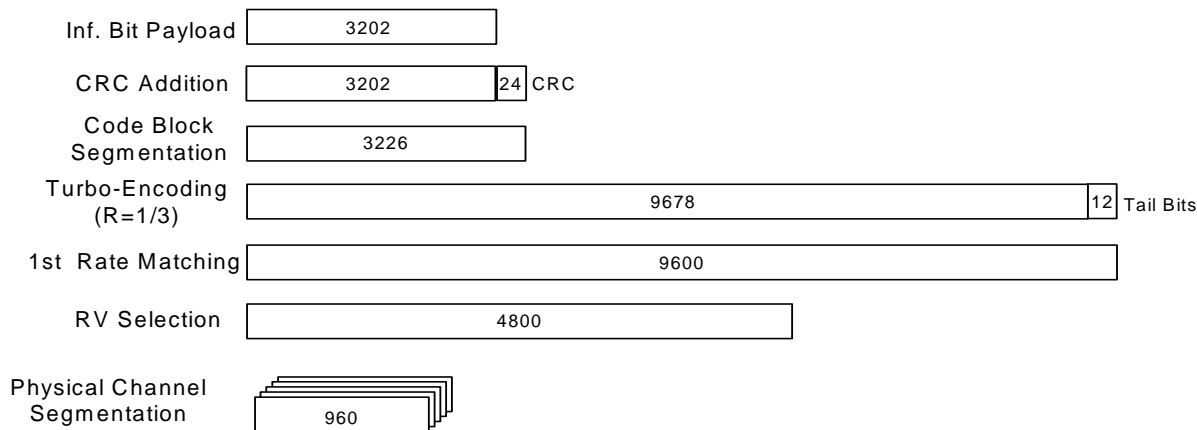 Inf. Bit Payload 3202
CRC Addition 3202 24 CRC
Code Block
Segmentation 3226
Turbo-Encoding
(R=1/3) 9678 12 Tail Bits
1st Rate Matching 9600
RV Selection 4800
Physical Channel
Segmentation 960